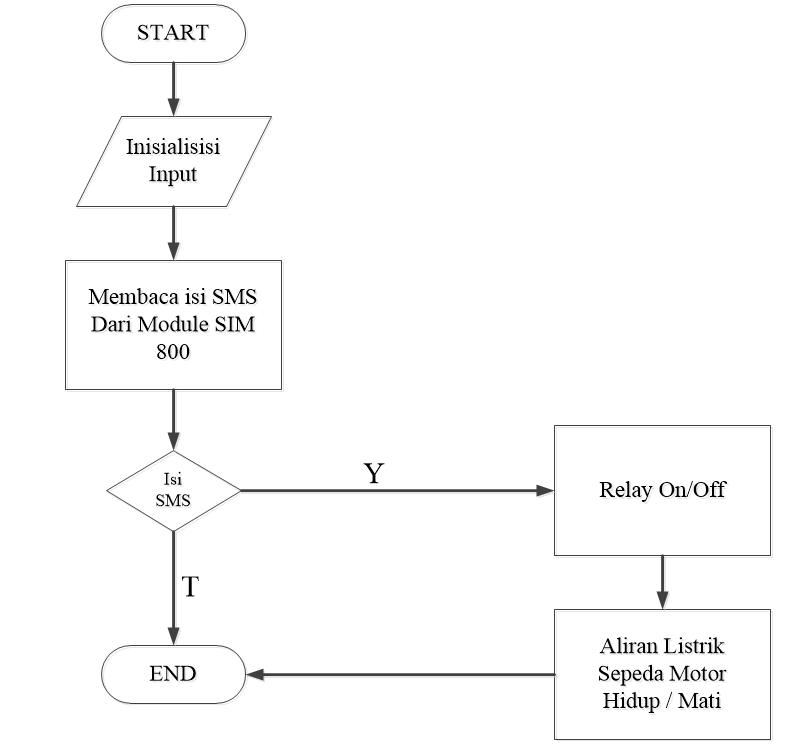 START
Inisialisisi
Input
Membaca isi SMS
Dari Module SIM
800
Isi
SMS
Y
Relay On/Off
T
Aliran Listrik
Sepeda Motor
Hidup / Mati
END